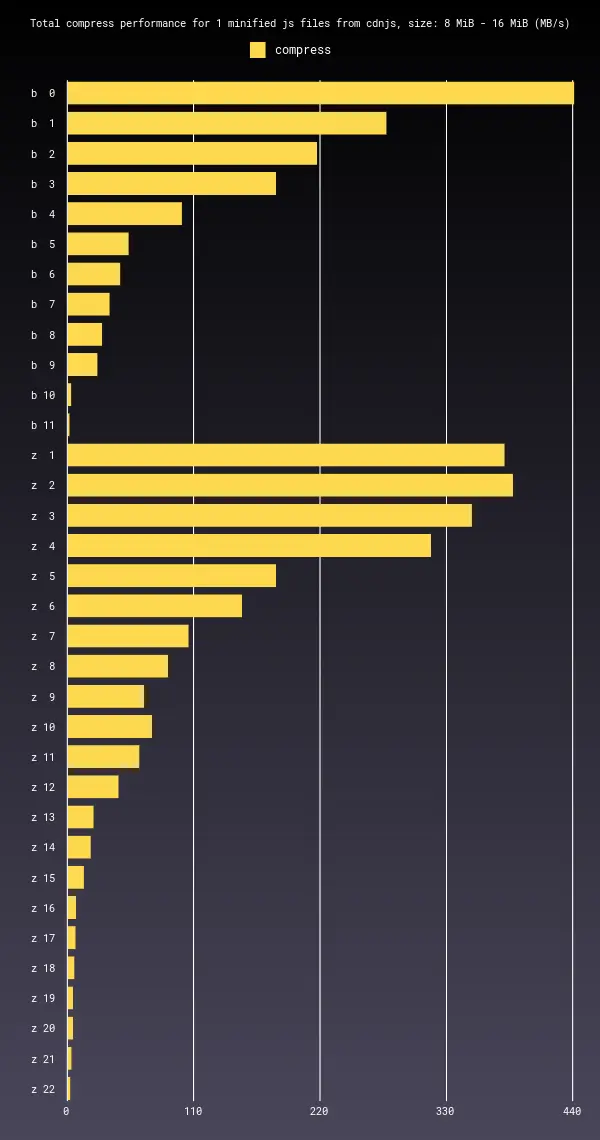 Total compress performance for 1 minified js files from cdnjs, size: 8 MiB - 16 MiB (MB/s)
compress
b 0
b 1
b 2
b 3
b 4
b 5
b 6
b 7
b 8
b 9
b 10
b 11
z 1
z 2
z 3
z 4
z 5
z 6
z 7
z 8
z 9
z 10
z 11
z 12
z 13
z 14
z 15
z 16
z 17
z 18
z 19
z 20
z 21
z 22
0 110 220 330 440